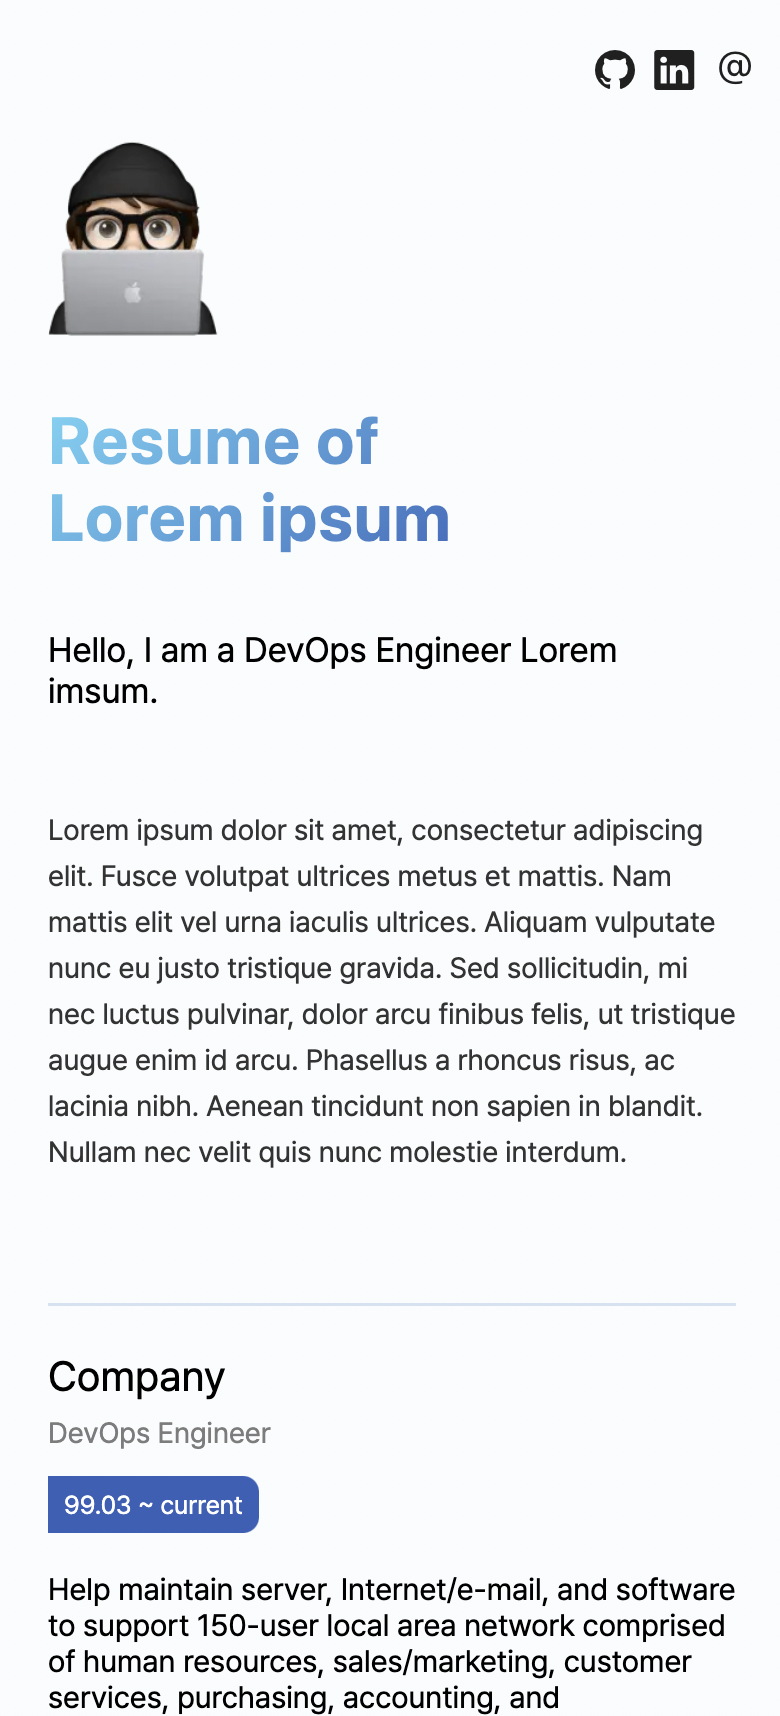 in @
Resume of
Lorem ipsum
Hello, I am a DevOps Engineer Lorem
imsum.
Lorem ipsum dolor sit amet, consectetur adipiscing
elit. Fusce volutpat ultrices metus et mattis. Nam
mattis elit vel urna iaculis ultrices. Aliquam vulputate
nunc eu justo tristique gravida. Sed sollicitudin, mi
nec luctus pulvinar, dolor arcu finibus felis, ut tristique
augue enim id arcu. Phasellus a rhoncus risus, ac
lacinia nibh. Aenean tincidunt non sapien in blandit.
Nullam nec velit quis nunc molestie interdum.
Company
DevOps Engineer
99.03 ~ current
Help maintain server, Internet/e-mail, and software
to support 150-user local area network comprised
of human resources, sales/marketing, customer
services, purchasing, accounting, and